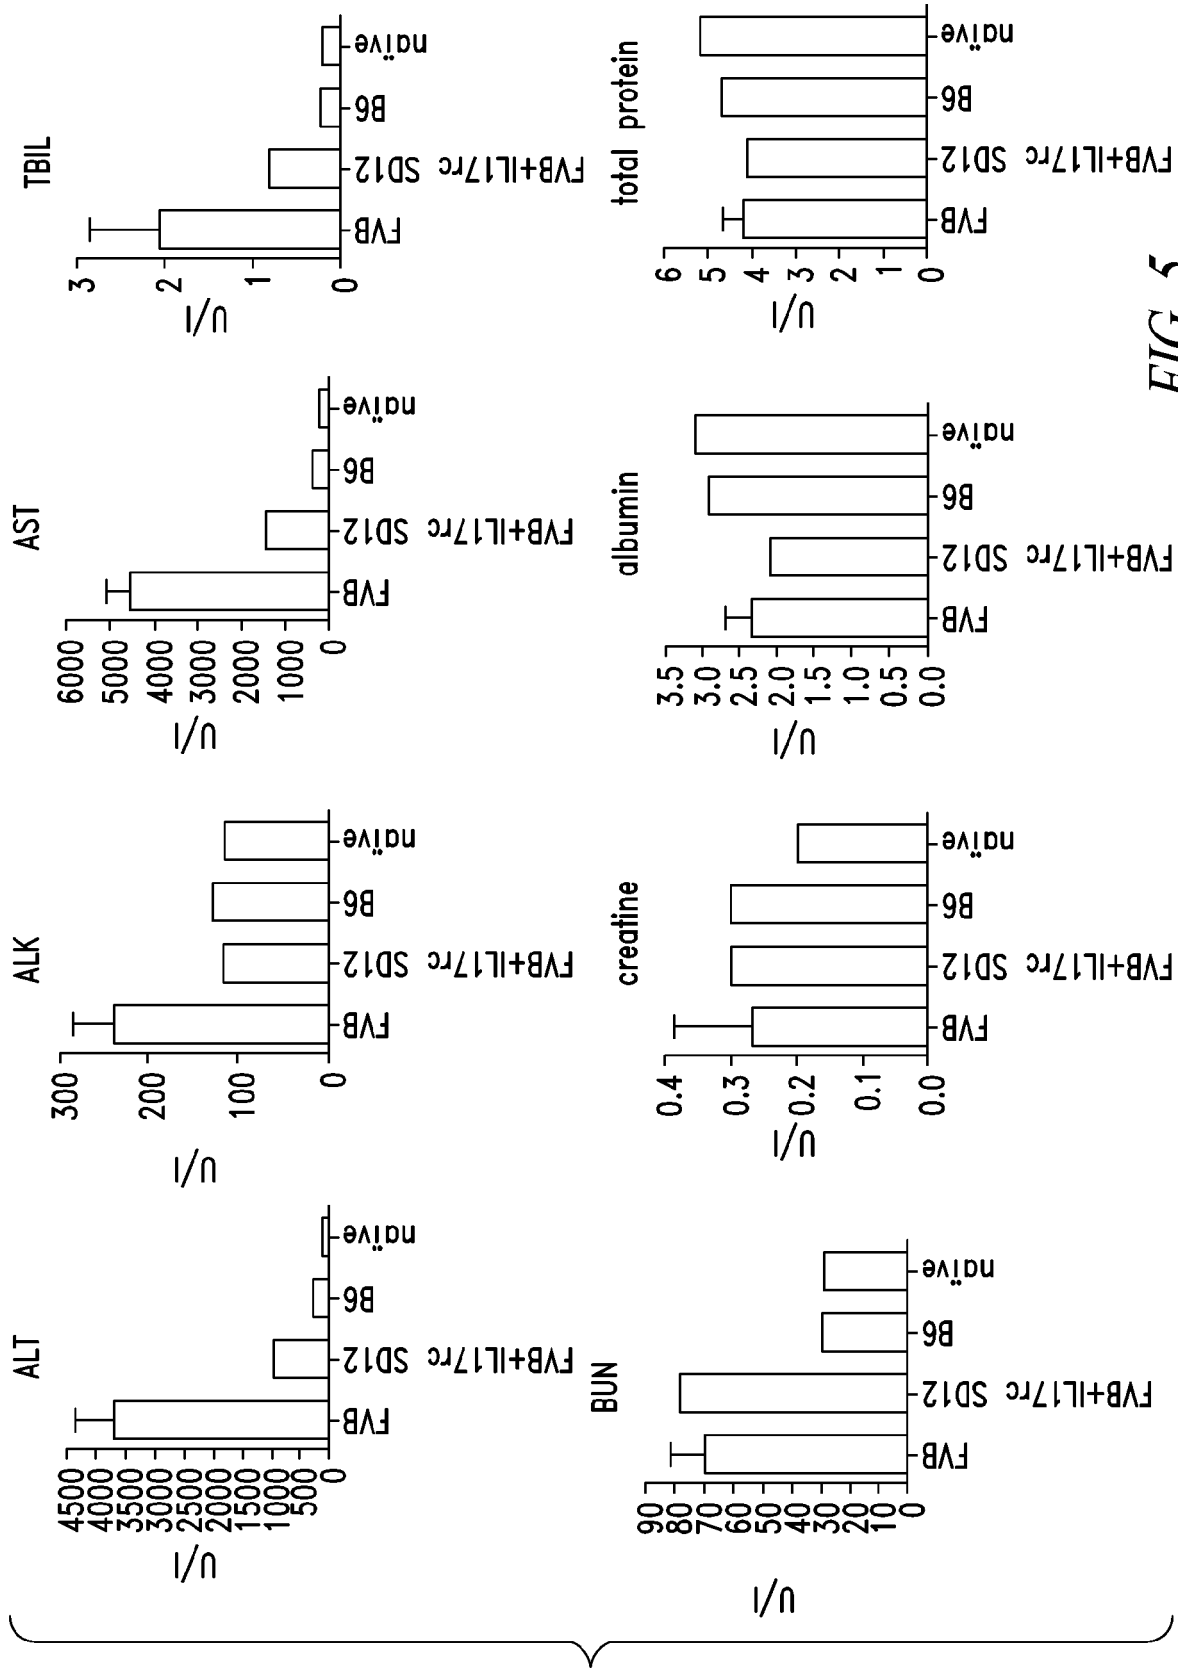 ALT
U/l
4500
4000
3500
3000
2500
2000
1500
1000
500
0
FVB
FVB+IL17rc SD12
B6
naïve
ALK
U/l
300
200
100
0
FVB
FVB+IL17rc SD12
B6
naïve
AST
U/l
6000
5000
4000
3000
2000
1000
0
FVB
FVB+IL17rc SD12
B6
naïve
TBIL
U/l
3
2
1
0
FVB
FVB+IL17rc SD12
B6
naïve
BUN
U/l
90
80
70
60
50
40
30
20
10
0
FVB
FVB+IL17rc SD12
B6
naïve
creatine
U/l
0.4
0.3
0.2
0.1
0.0
FVB
FVB+IL17rc SD12
B6
naïve
albumin
U/l
3.5
3.0
2.5
2.0
1.5
1.0
0.5
0.0
FVB
FVB+IL17rc SD12
B6
naïve
total protein
U/l
6
5
4
3
2
1
0
FVB
FVB+IL17rc SD12
B6
naïve
FIG. 5